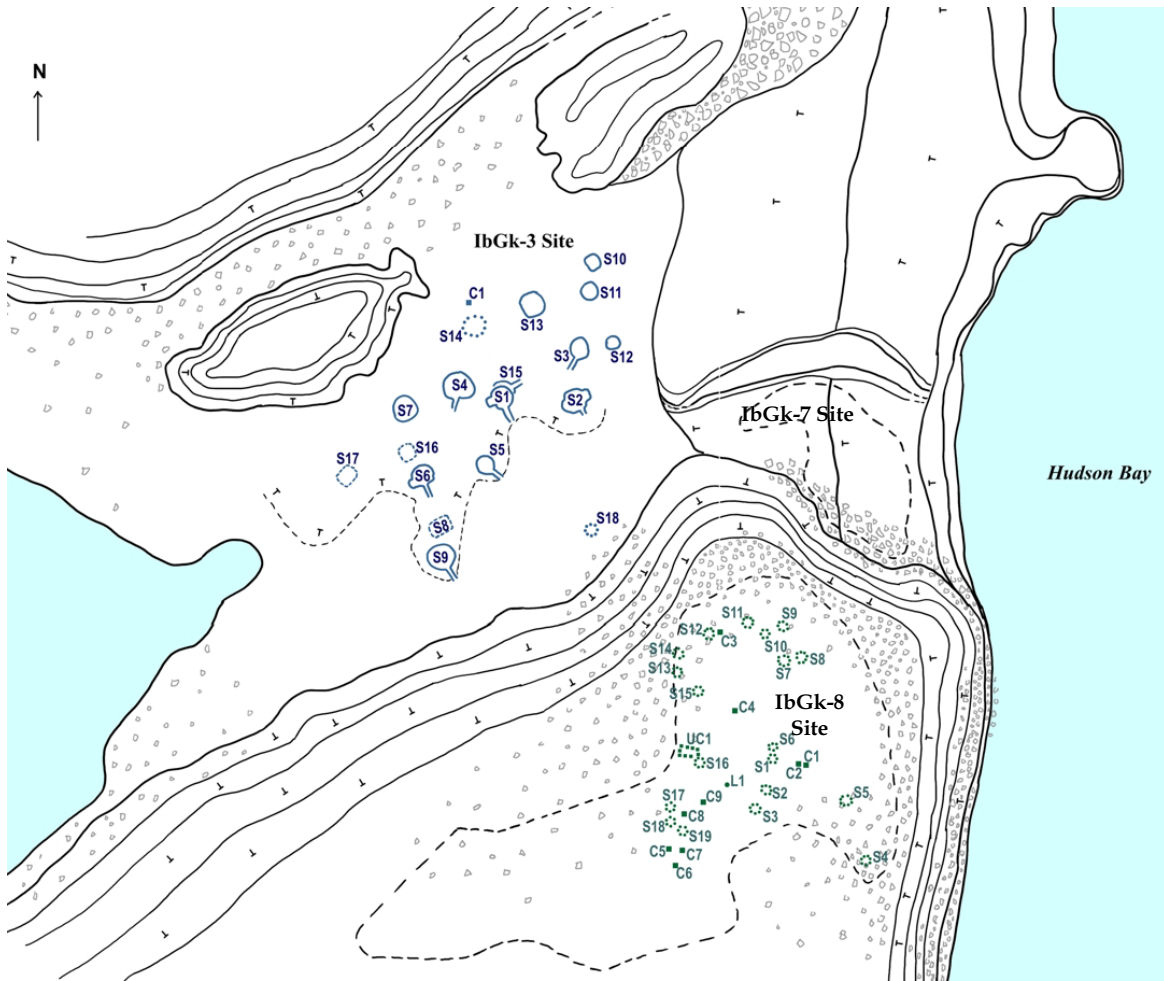 N
IbGk-3 Site
S10
C1
S11
S13
S14
S3
S12
S15
S4
S1
S2
S7
IbGk-7 Site
S16
S5
S17
S6
Hudson Bay
S18
S8
S9
S11
S9
S12
C3
S10
S14
S8
S13
S7
S15
IbGk-8
Site
C4
UC1
S6
S16
S1
C1
C2
L1
S2
S5
S17
C9
S3
C8
S18
S19
C5
C7
S4
C6